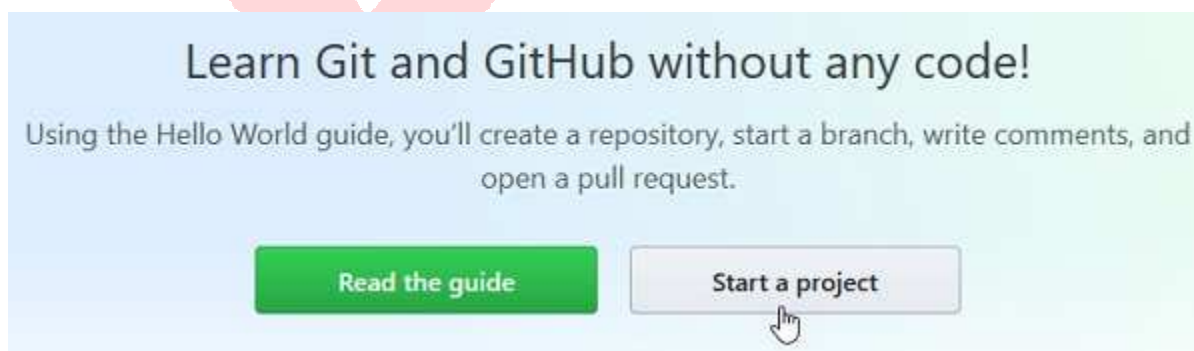 Learn Git and GitHub without any code!
Using the Hello World guide, you'll create a repository, start a branch, write comments, and
open a pull request.
Read the guide
Start a project